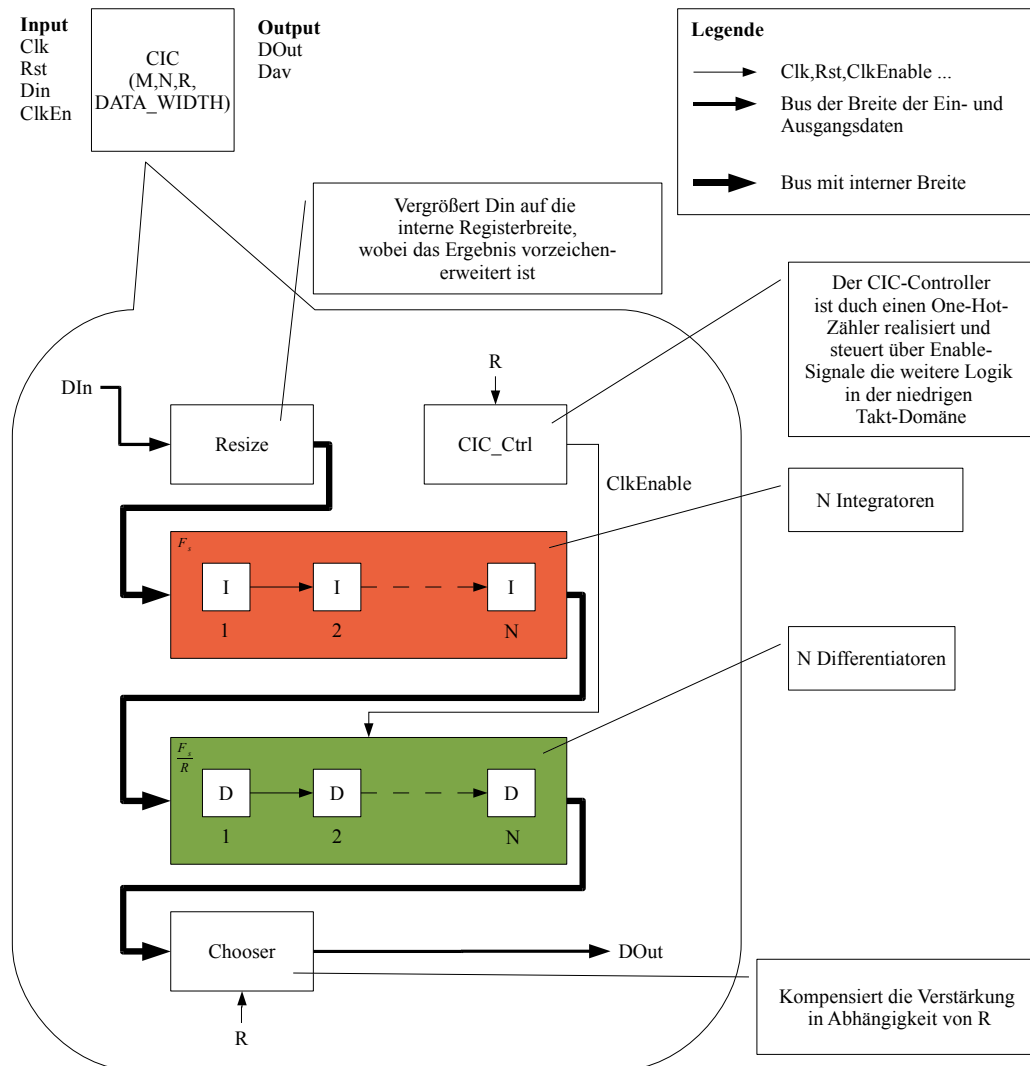 Input
Clk
Rst
Din
ClkEn
CIC
(M,N,R,
DATA_WIDTH)
Output
DOut
Dav
Legende
Clk,Rst,ClkEnable ...
Bus der Breite der Ein- und
Ausgangsdaten
Bus mit interner Breite
Vergrößert Din auf die
interne Registerbreite,
wobei das Ergebnis vorzeichen-
erweitert ist
Der CIC-Controller
ist duch einen One-Hot-
Zähler realisiert und
steuert über Enable-
Signale die weitere Logik
in der niedrigen
Takt-Domäne
DIn
R
Resize
CIC_Ctrl
ClkEnable
N Integratoren
F_s
I
I
I
1
2
N
N Differentiatoren
F_s
R
D
D
D
1
2
N
Chooser
DOut
R
Kompensiert die Verstärkung
in Abhängigkeit von R